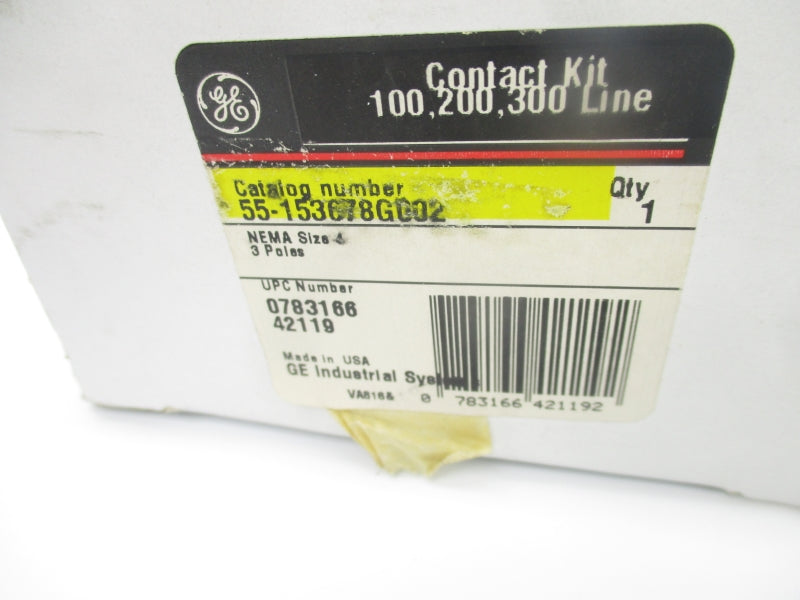 GE
Contact Kit
100,200,300 Line
Catalog number
Qty
55-153678G002
1
NEMA Size 4
3 Poles
UPC Number
0783166
42119
Made in USA
GE Industrial Systems
VA8168
0 783166 421192